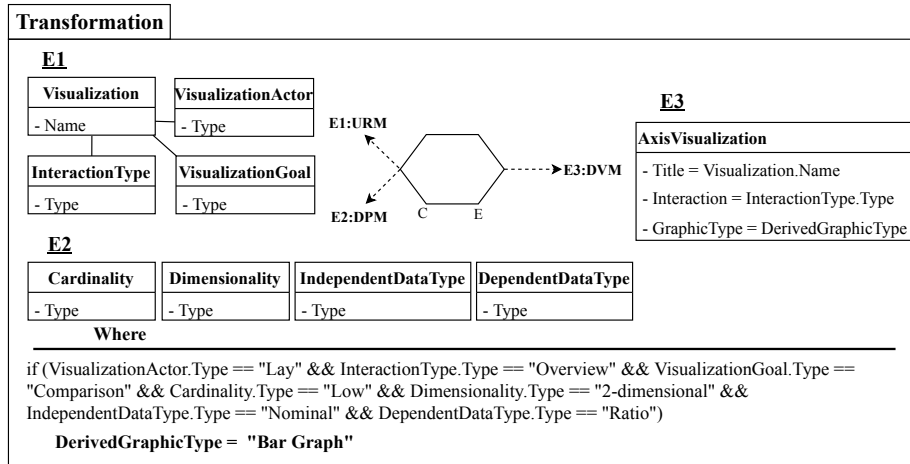 Transformation
E1
Visualization
- Name
VisualizationActor
- Type
InteractionType
- Type
VisualizationGoal
- Type
E1:URM
E2:DPM
C
E
E3:DVM
E3
AxisVisualization
- Title = Visualization.Name
- Interaction = InteractionType.Type
- GraphicType = DerivedGraphicType
E2
Cardinality
- Type
Dimensionality
- Type
IndependentDataType
- Type
DependentDataType
- Type
Where
if (VisualizationActor.Type == "Lay" && InteractionType.Type == "Overview" && VisualizationGoal.Type ==
"Comparison" && Cardinality.Type == "Low" && Dimensionality.Type == "2-dimensional" &&
IndependentDataType.Type == "Nominal" && DependentDataType.Type == "Ratio")
DerivedGraphicType = "Bar Graph"